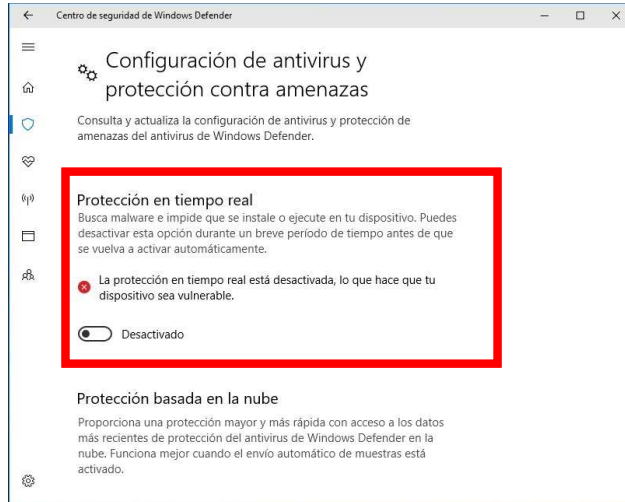 Centro de seguridad de Windows Defender
Configuración de antivirus y
protección contra amenazas
Consulta y actualiza la configuración de antivirus y protección de
amenazas del antivirus de Windows Defender.
Protección en tiempo real
Busca malware e impide que se instale o ejecute en tu dispositivo. Puedes
desactivar esta opción durante un breve período de tiempo antes de que
se vuelva a activar automáticamente.
La protección en tiempo real está desactivada, lo que hace que tu
dispositivo sea vulnerable.
Desactivado
Protección basada en la nube
Proporciona una protección mayor y más rápida con acceso a los datos
más recientes de protección del antivirus de Windows Defender en la
nube. Funciona mejor cuando el envío automático de muestras está
activado.